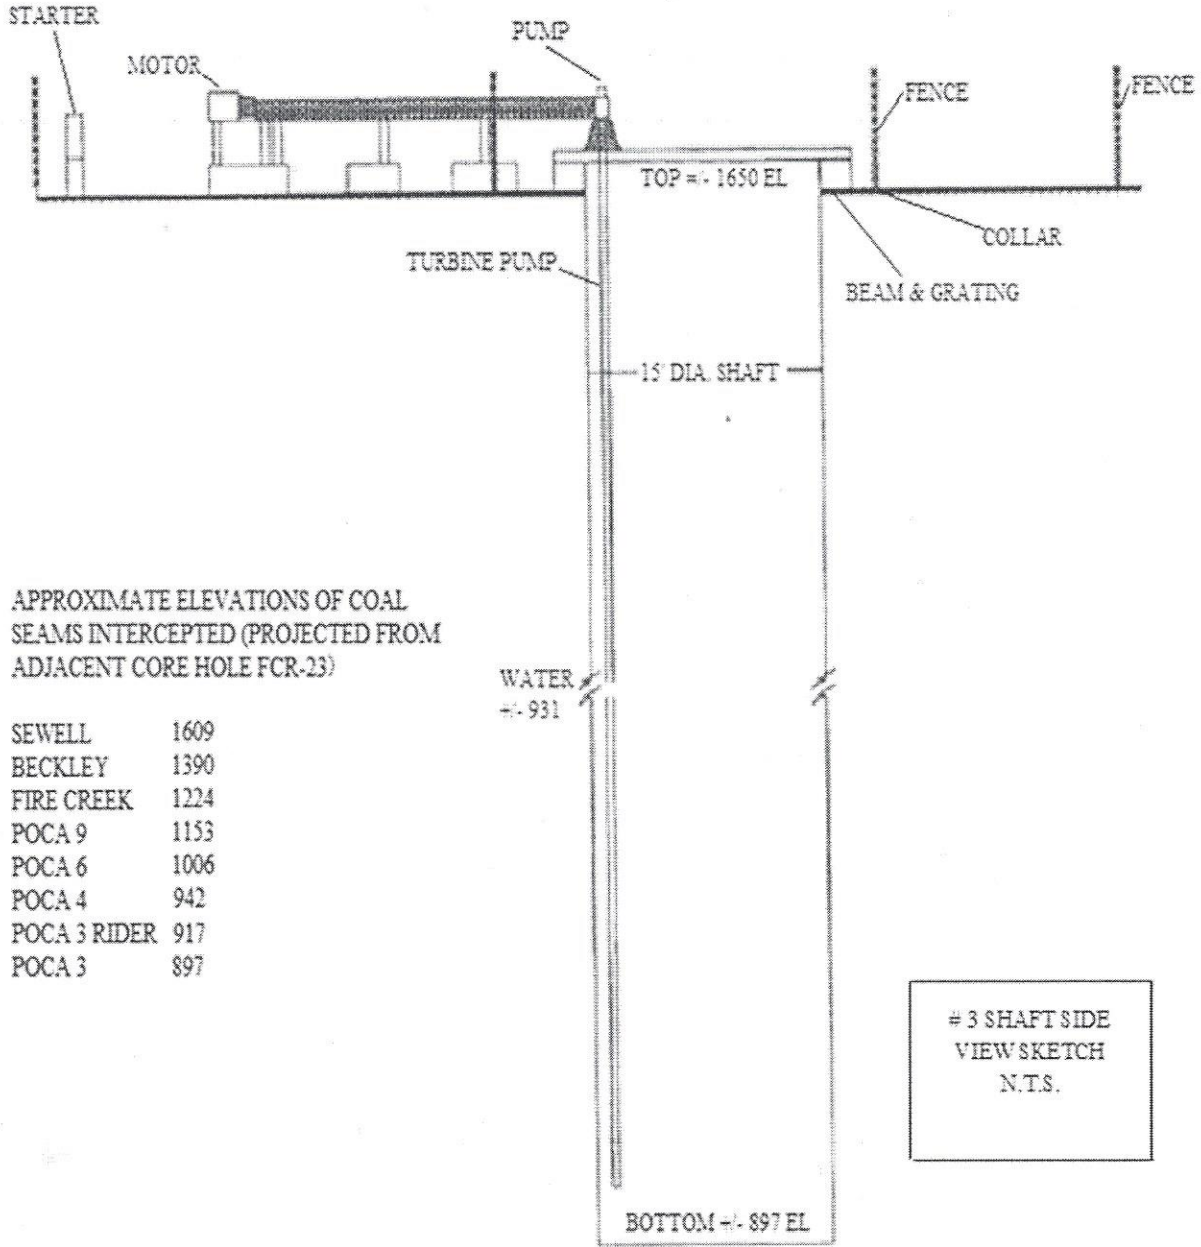 STARTER
MOTOR
PUMP
FENCE
FENCE
TOP +/- 1650 EL
COLLAR
TURBINE PUMP
BEAM & GRATING
15' DIA. SHAFT
APPROXIMATE ELEVATIONS OF COAL
SEAMS INTERCEPTED (PROJECTED FROM
ADJACENT CORE HOLE FCR-23)
WATER
+/- 931
SEWELL 1609
BECKLEY 1390
FIRE CREEK 1224
POCA 9 1153
POCA 6 1006
POCA 4 942
POCA 3 RIDER 917
POCA 3 897
# 3 SHAFT SIDE
VIEW SKETCH
N.T.S.
BOTTOM +/- 897 EL